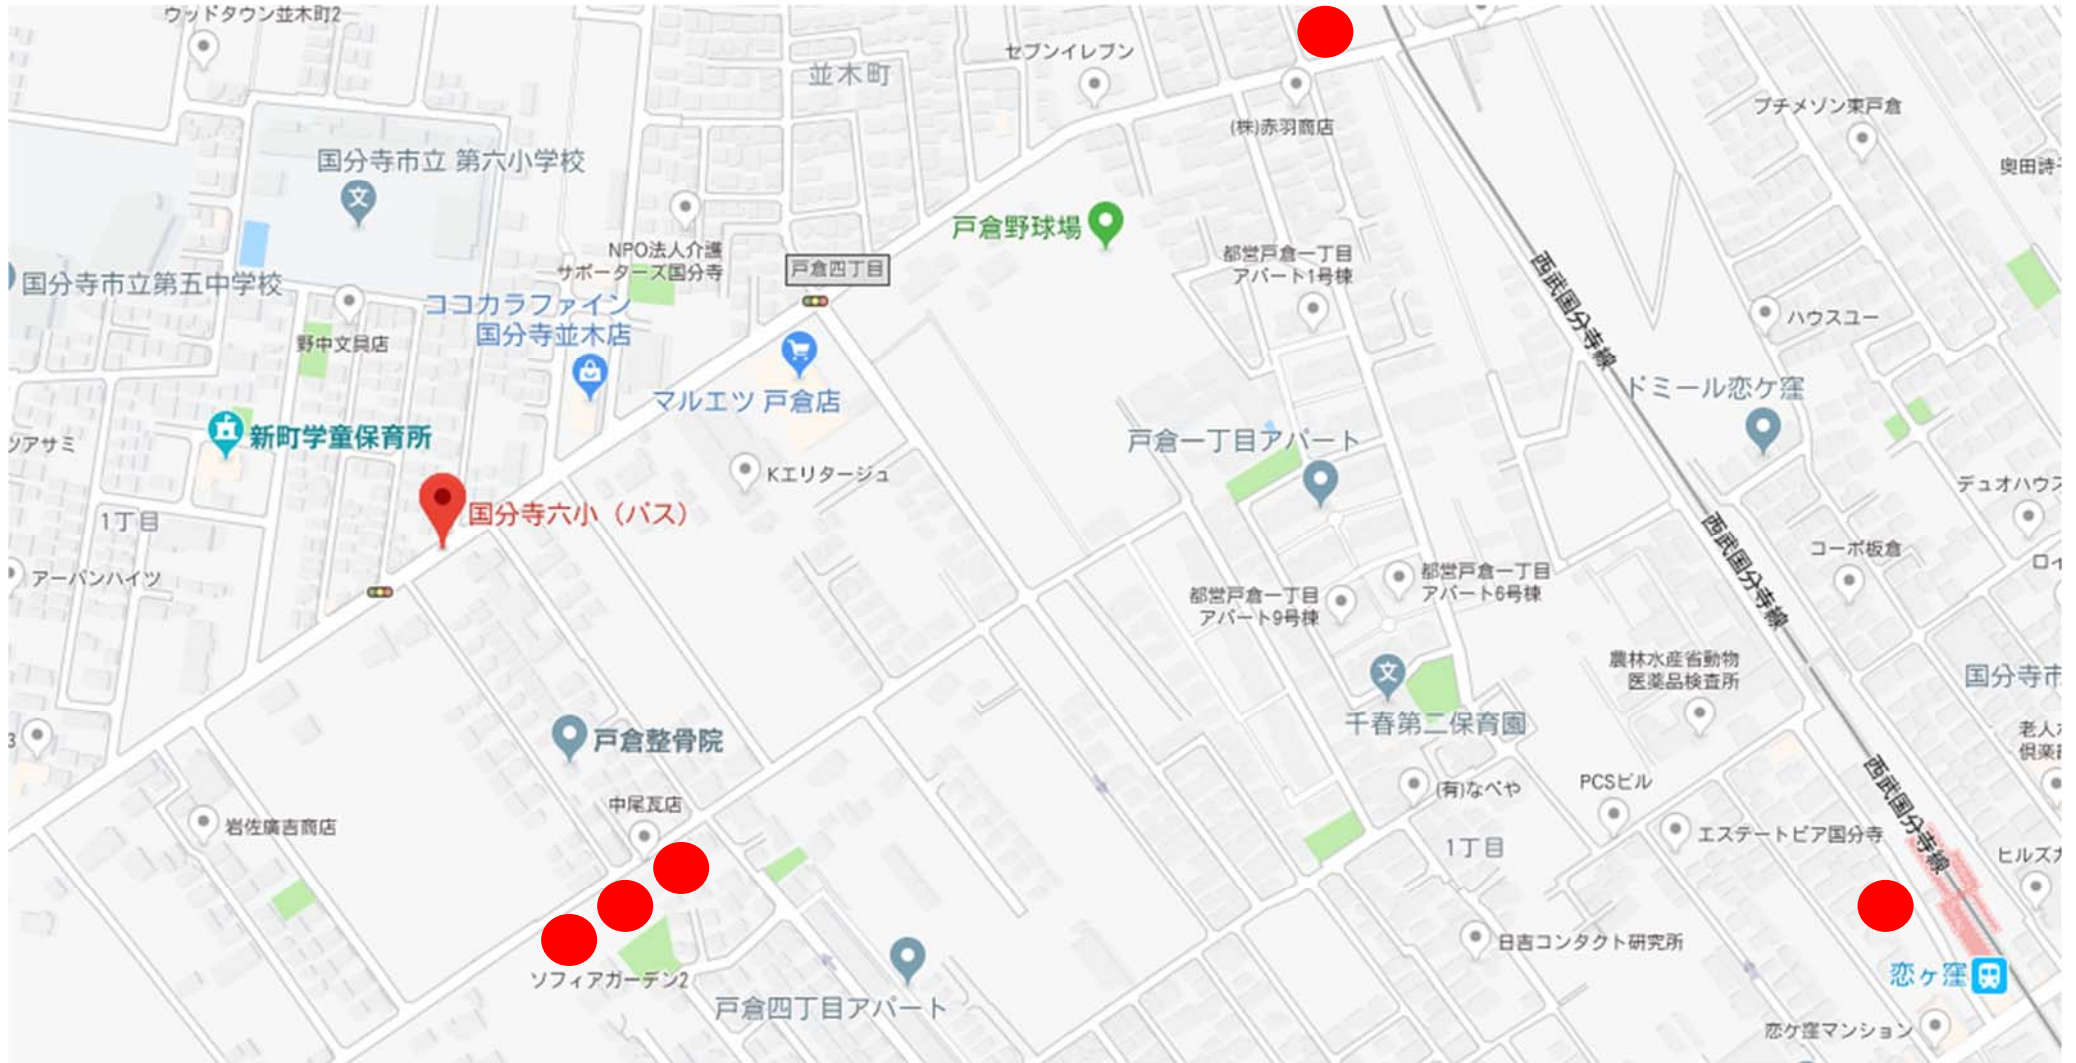 ウッドタウン並木町2
セブンイレブン
並木町
(株)赤羽商店
プチメゾン東戸倉
国分寺市立 第六小学校
奥田詩
戸倉野球場
NPO法人介護
サポーターズ国分寺
戸倉四丁目
都営戸倉一丁目
アパート1号棟
国分寺市立第五中学校
ココカラファイン
国分寺並木店
西武国分寺線
ハウスユー
野中文具店
マルエツ 戸倉店
ドミール恋ケ窪
新町学童保育所
ツアサミ
戸倉一丁目アパート
Kエリタージュ
デュオハウス
国分寺六小(バス)
1丁目
西武国分寺線
コーポ板倉
ロイ
アーバンハイツ
都営戸倉一丁目
アパート9号棟
都営戸倉一丁目
アパート6号棟
農林水産省動物
医薬品検査所
国分寺市
千春第二保育園
3
戸倉整骨院
老人
倶楽部
西武国分寺線
(有)なべや
PCSビル
中尾瓦店
岩佐廣吉商店
1丁目
エステートピア国分寺
ヒルズガ
日吉コンタクト研究所
ソフィアガーデン2
戸倉四丁目アパート
恋ヶ窪
恋ケ窪マンション